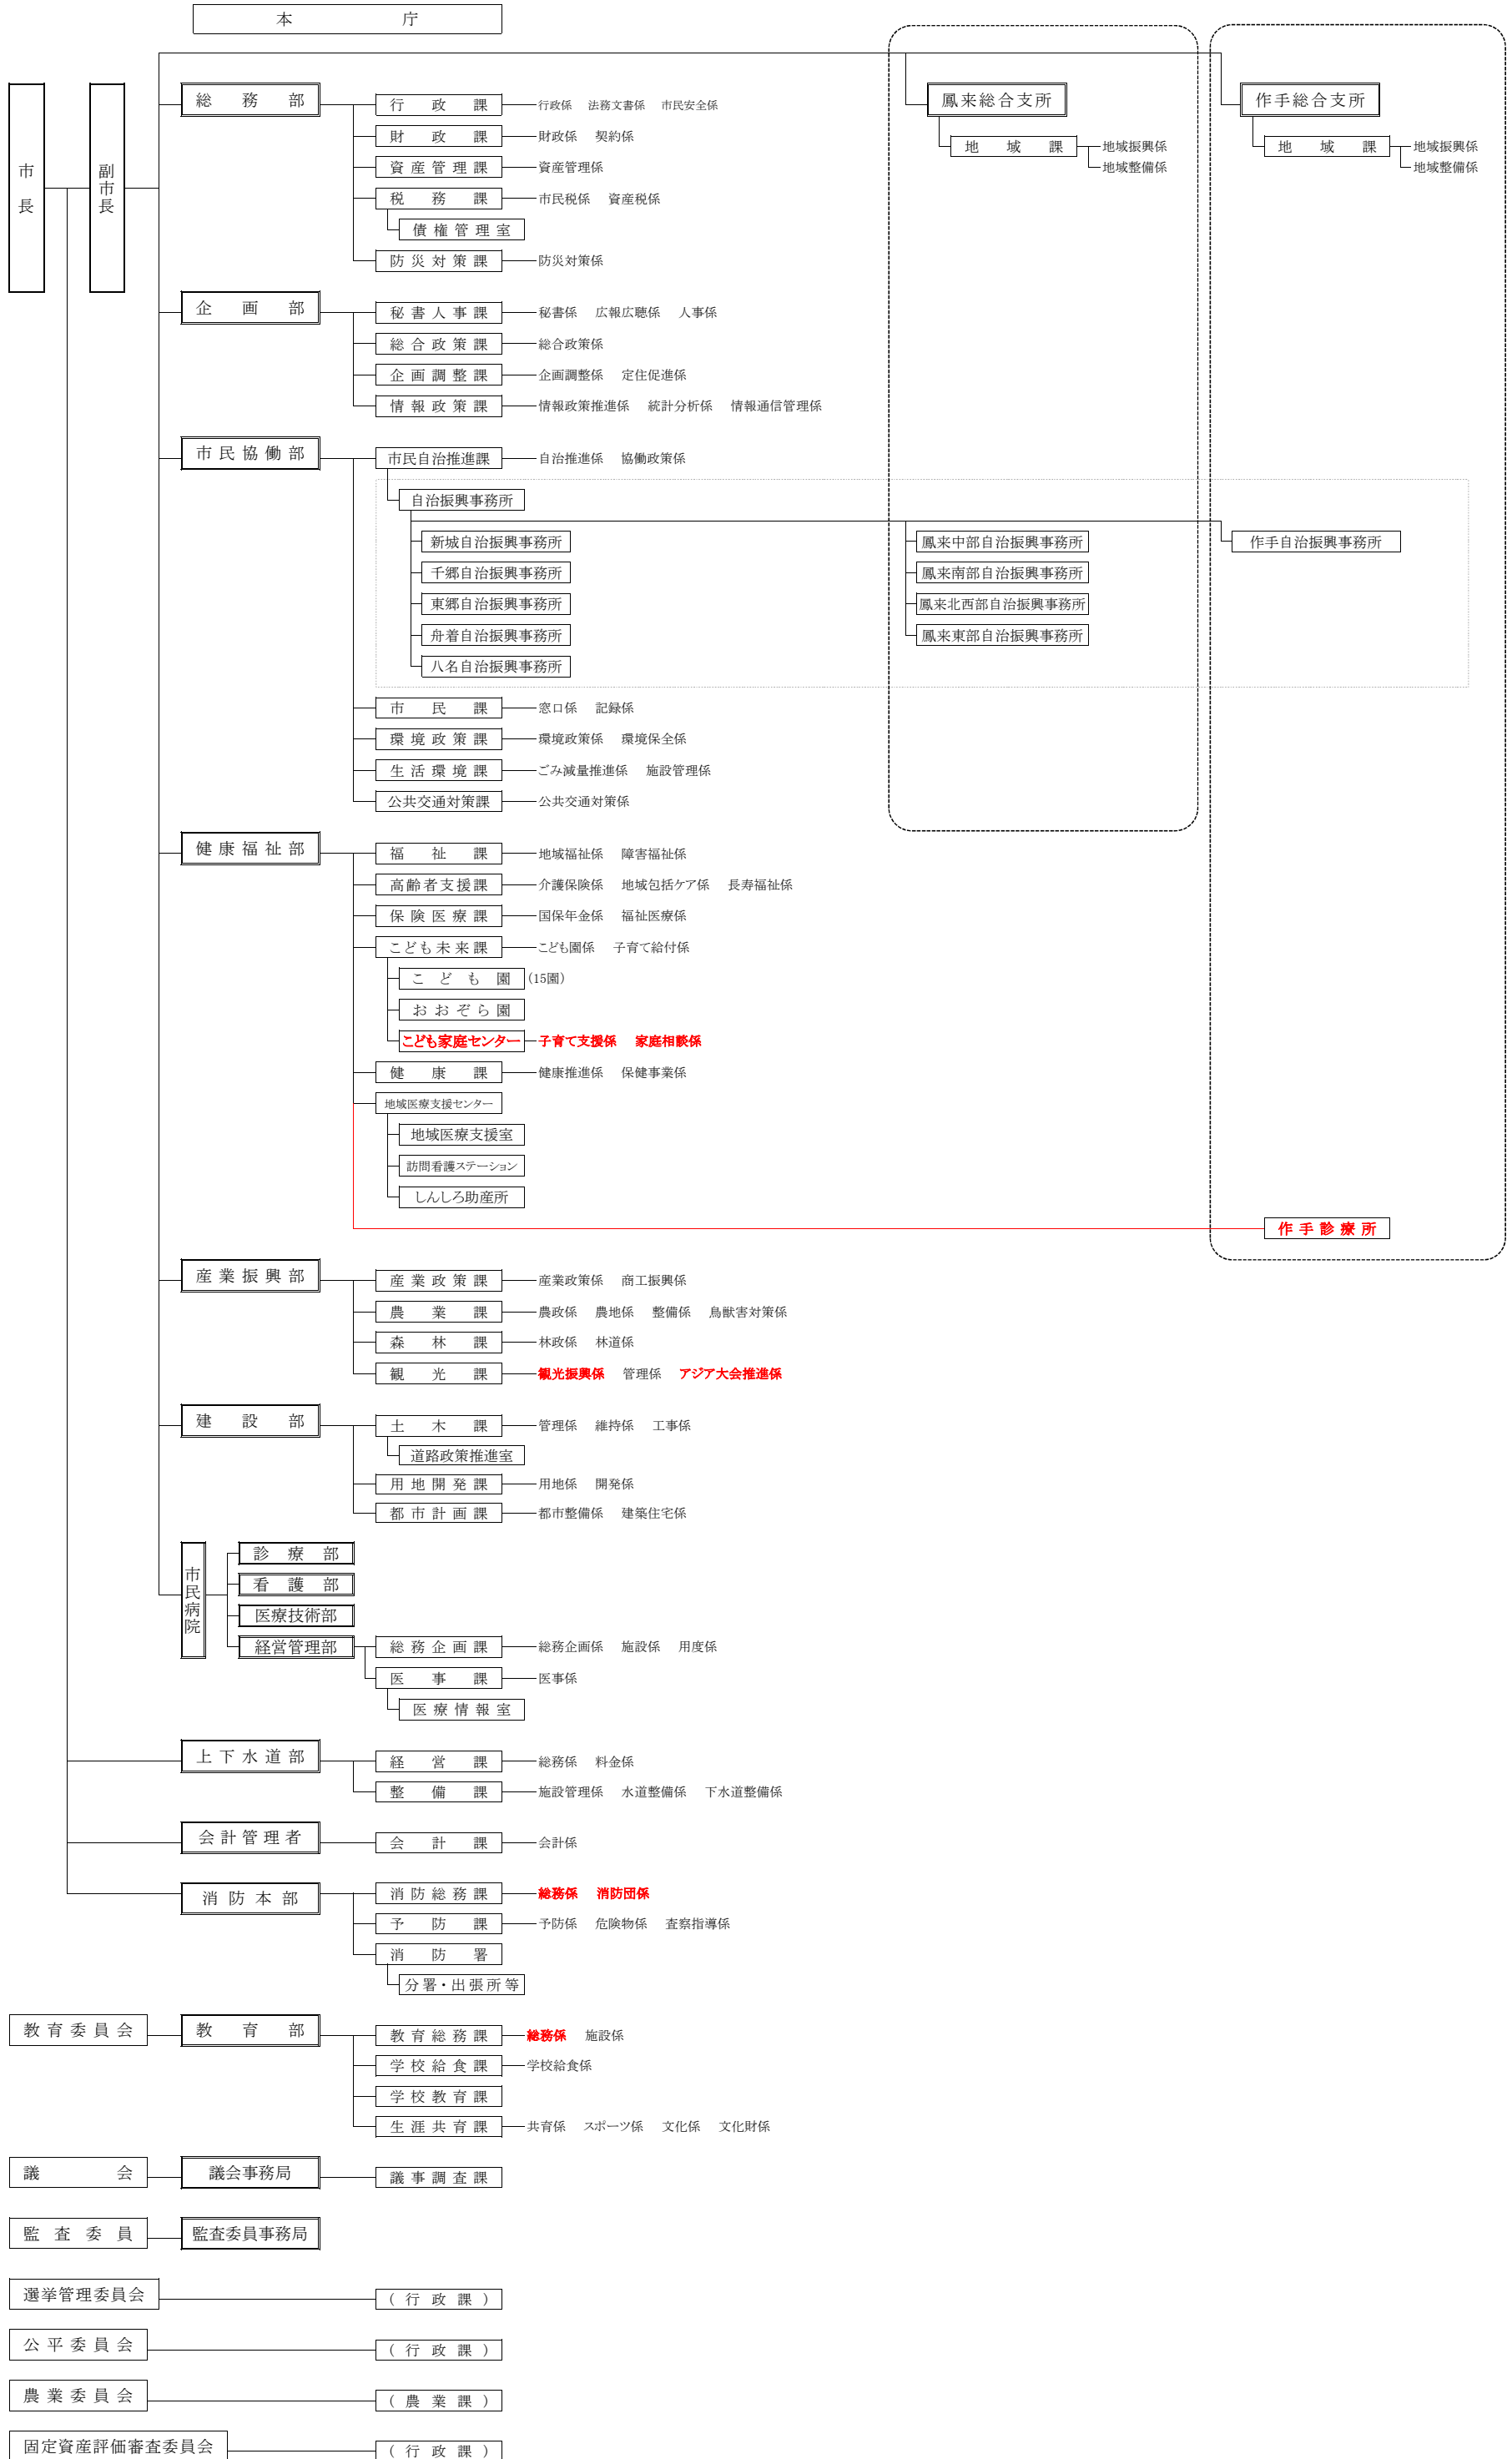 本庁
市長
副市長
総務部 行政課 行政係 法務文書係 市民安全係
鳳来総合支所
作手総合支所
財政課 財政係 契約係
地域課 地域振興係
地域整備係
地域課 地域振興係
地域整備係
資産管理課 資産管理係
税務課 市民税係 資産税係
債権管理室
防災対策課 防災対策係
企画部 秘書人事課 秘書係 広報広聴係 人事係
総合政策課 総合政策係
企画調整課 企画調整係 定住促進係
情報政策課 情報政策推進係 統計分析係 情報通信管理係
市民協働部 市民自治推進課 自治推進係 協働政策係
自治振興事務所
新城自治振興事務所 鳳来中部自治振興事務所 作手自治振興事務所
千郷自治振興事務所 鳳来南部自治振興事務所
東郷自治振興事務所 鳳来北西部自治振興事務所
舟着自治振興事務所 鳳来東部自治振興事務所
八名自治振興事務所
市民課 窓口係 記録係
環境政策課 環境政策係 環境保全係
生活環境課 ごみ減量推進係 施設管理係
公共交通対策課 公共交通対策係
健康福祉部 福祉課 地域福祉係 障害福祉係
高齢者支援課 介護保険係 地域包括ケア係 長寿福祉係
保険医療課 国保年金係 福祉医療係
こども未来課 こども園係 子育て給付係
こども園 (15園)
おおぞら園
こども家庭センター 子育て支援係 家庭相談係
健康課 健康推進係 保健事業係
地域医療支援センター
地域医療支援室
訪問看護ステーション
しんしろ助産所
作手診療所
産業振興部 産業政策課 産業政策係 商工振興係
農業課 農政係 農地係 整備係 鳥獣害対策係
森林課 林政係 林道係
観光課 観光振興係 管理係 アジア大会推進係
建設部 土木課 管理係 維持係 工事係
道路政策推進室
用地開発課 用地係 開発係
都市計画課 都市整備係 建築住宅係
市民病院
診療部
看護部
医療技術部
経営管理部 総務企画課 総務企画係 施設係 用度係
医事課 医事係
医療情報室
上下水道部 経営課 総務係 料金係
整備課 施設管理係 水道整備係 下水道整備係
会計管理者 会計課 会計係
消防本部 消防総務課 総務係 消防団係
予防課 予防係 危険物係 査察指導係
消防署
分署・出張所等
教育委員会 教育部 教育総務課 総務係 施設係
学校給食課 学校給食係
学校教育課
生涯共育課 共育係 スポーツ係 文化係 文化財係
議会 議会事務局 議事調査課
監査委員 監査委員事務局
選挙管理委員会 (行政課)
公平委員会 (行政課)
農業委員会 (農業課)
固定資産評価審査委員会 (行政課)